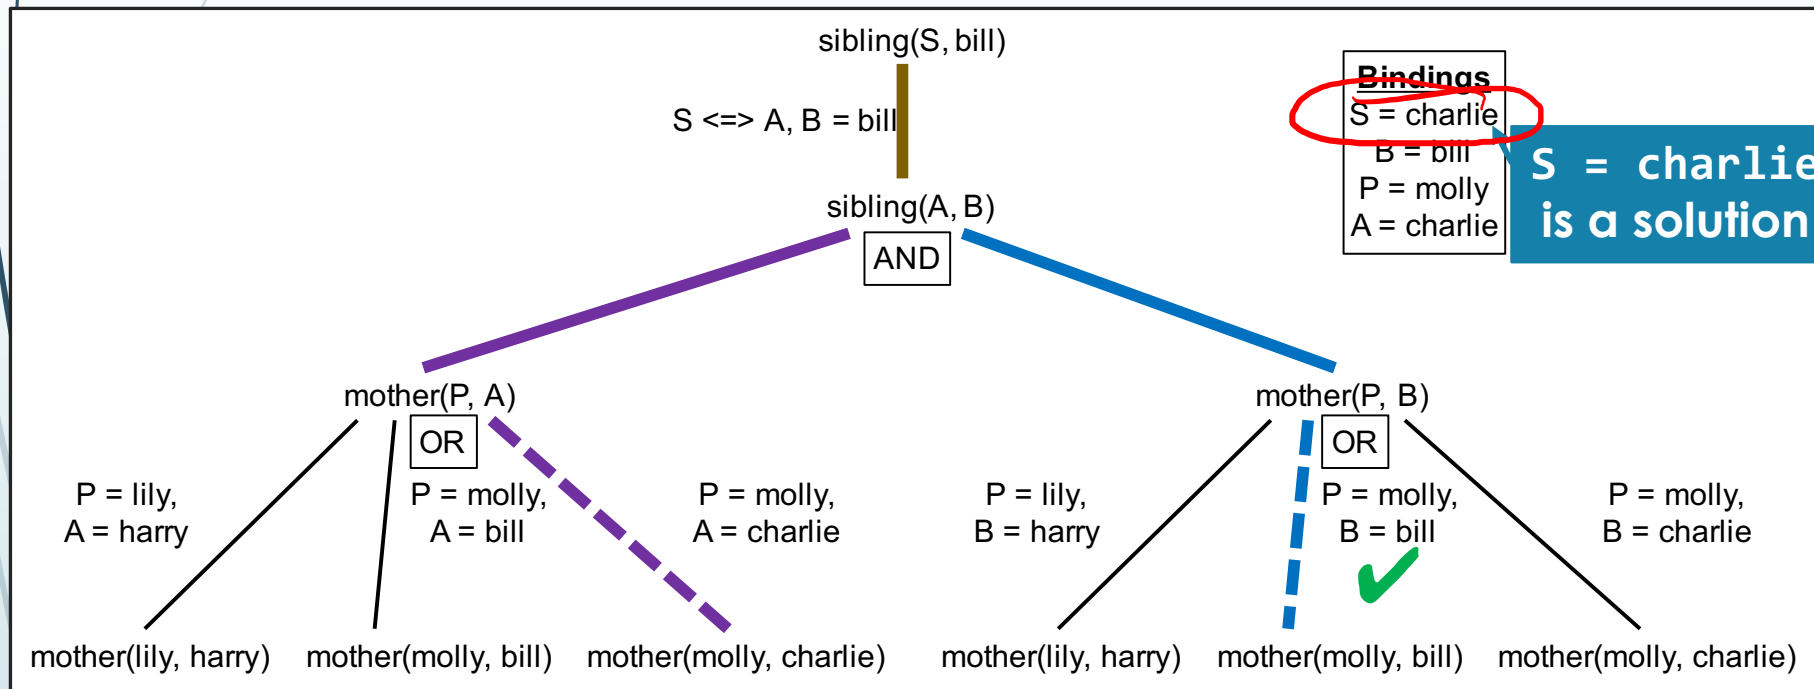 sibling(S, bill)
S <=> A, B = bill
Bindings
S = charlie
B = bill
P = molly
A = charlie
S = charlie
is a solution
sibling(A, B)
AND
mother(P, A)
OR
mother(P, B)
OR
P = lily,
A = harry
P = molly,
A = bill
P = molly,
A = charlie
P = lily,
B = harry
P = molly,
B = bill
P = molly,
B = charlie
mother(lily, harry)
mother(molly, bill)
mother(molly, charlie)
mother(lily, harry)
mother(molly, bill)
mother(molly, charlie)